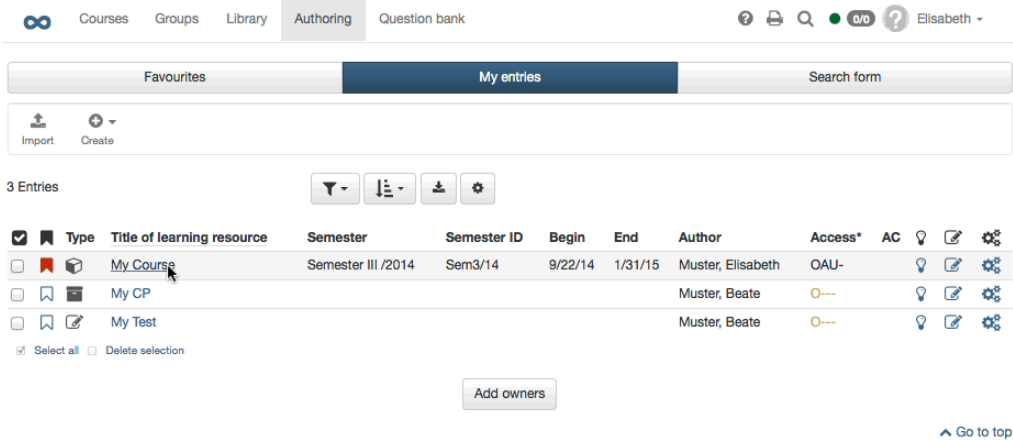 Courses Groups Library Authoring Question bank 0/0 Elisabeth
Favourites My entries Search form
Import Create
3 Entries
Type Title of learning resource Semester Semester ID Begin End Author Access* AC
My Course Semester III /2014 Sem3/14 9/22/14 1/31/15 Muster, Elisabeth OAU-
My CP Muster, Beate O---
My Test Muster, Beate O---
Select all Delete selection
Add owners
Go to top